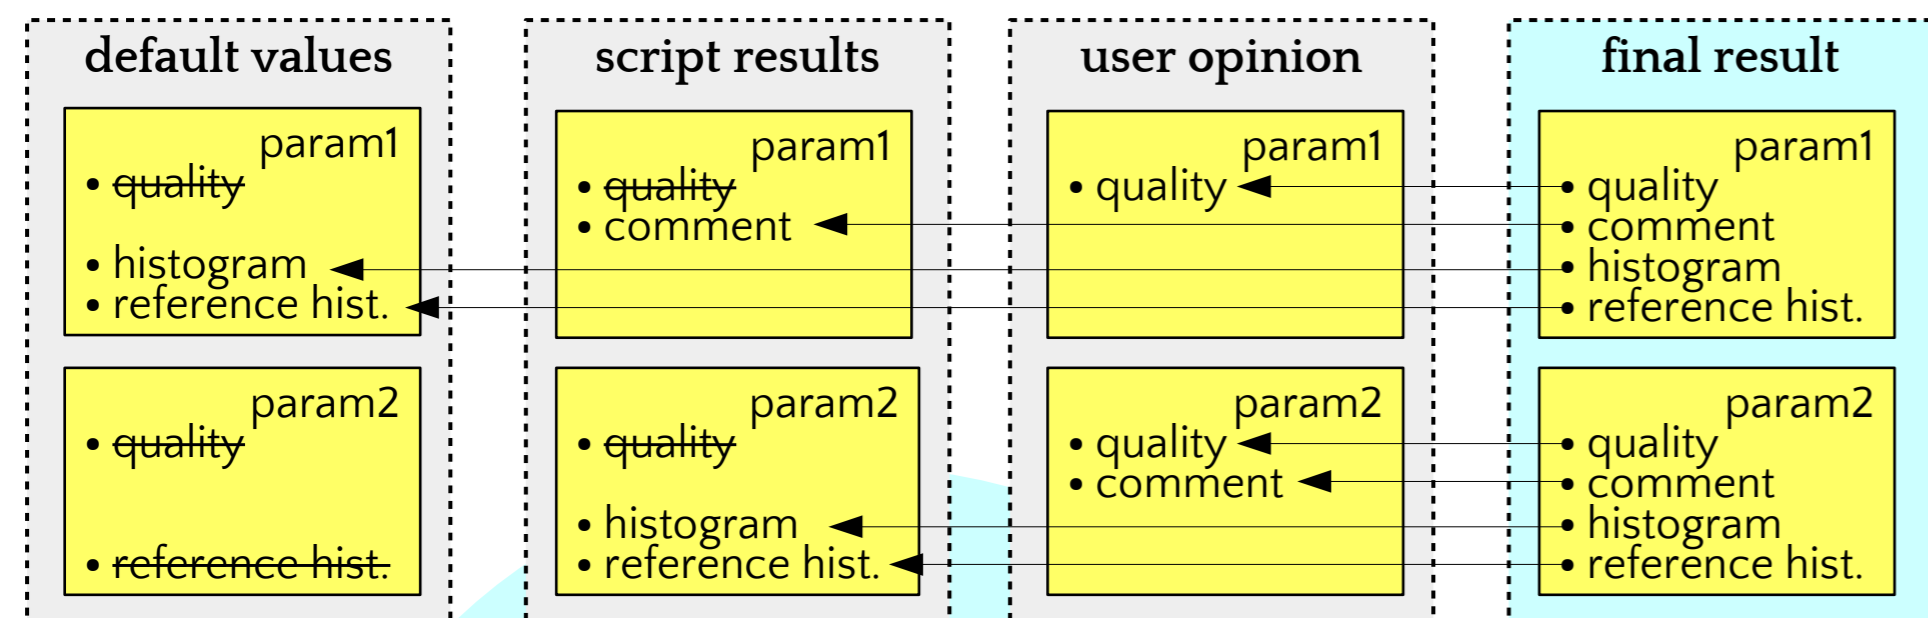 default values
param1
• quality
• histogram
• reference hist.
param2
• quality
• reference hist.
script results
param1
• quality
• comment
param2
• quality
• histogram
• reference hist.
user opinion
param1
• quality
param2
• quality
• comment
final result
param1
• quality
• comment
• histogram
• reference hist.
param2
• quality
• comment
• histogram
• reference hist.